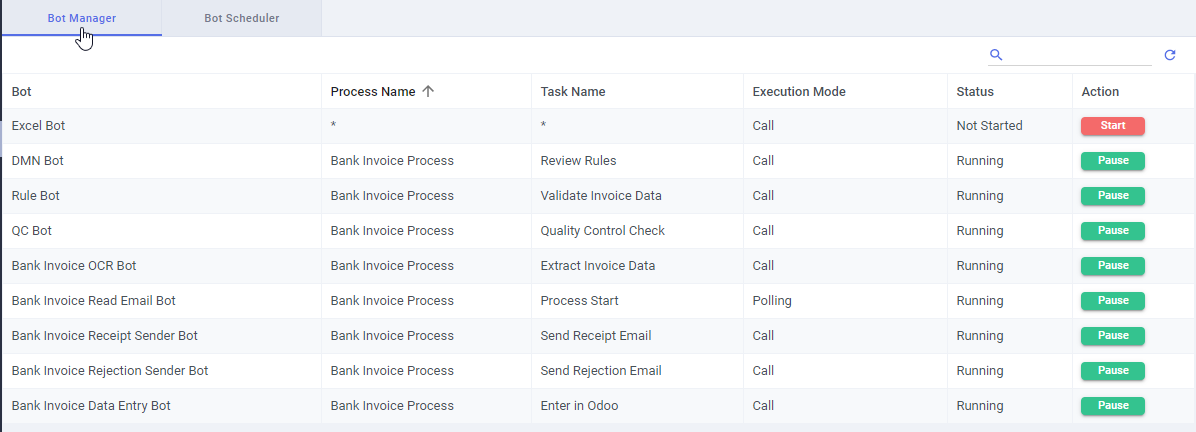 Bot Manager Bot Scheduler
Bot Process Name Task Name Execution Mode Status Action
Excel Bot * * Call Not Started Start
DMN Bot Bank Invoice Process Review Rules Call Running Pause
Rule Bot Bank Invoice Process Validate Invoice Data Call Running Pause
QC Bot Bank Invoice Process Quality Control Check Call Running Pause
Bank Invoice OCR Bot Bank Invoice Process Extract Invoice Data Call Running Pause
Bank Invoice Read Email Bot Bank Invoice Process Process Start Polling Running Pause
Bank Invoice Receipt Sender Bot Bank Invoice Process Send Receipt Email Call Running Pause
Bank Invoice Rejection Sender Bot Bank Invoice Process Send Rejection Email Call Running Pause
Bank Invoice Data Entry Bot Bank Invoice Process Enter in Odoo Call Running Pause